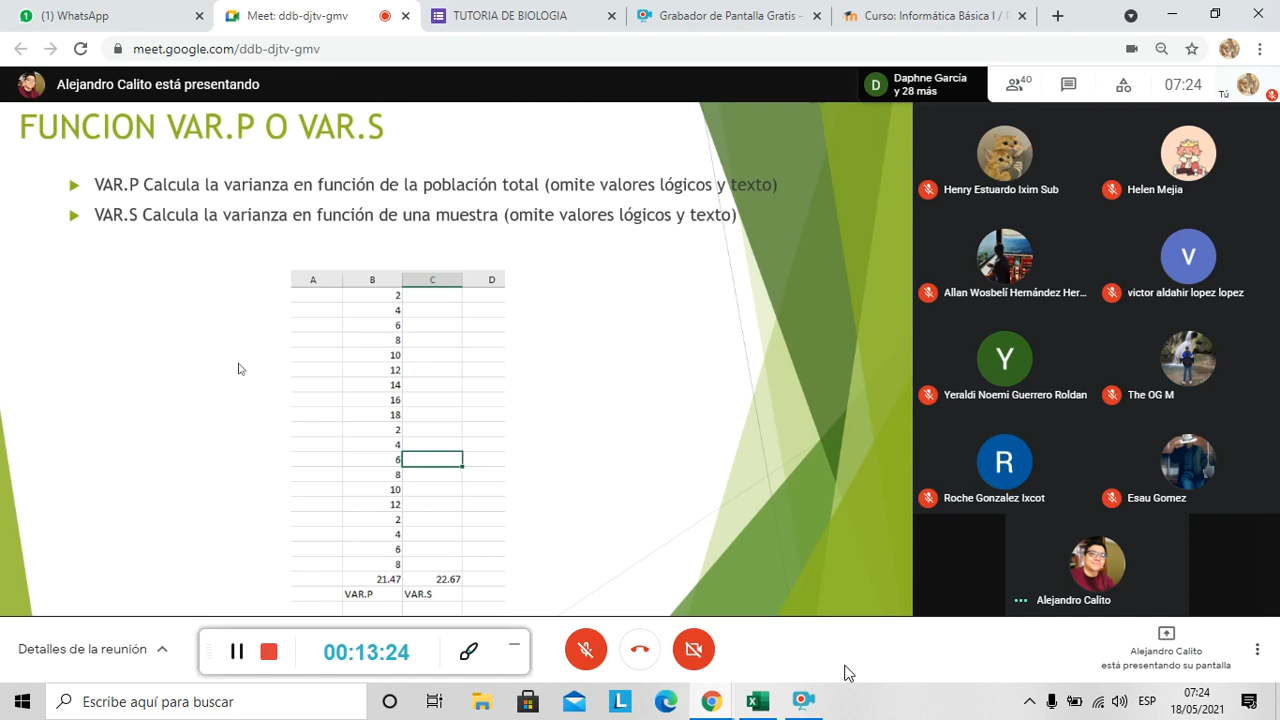 (1) WhatsApp
Meet: ddb-djtv-gmv
TUTORIA DE BIOLOGIA
Grabador de Pantalla Gratis –
Curso: Informática Básica I / F
meet.google.com/ddb-djtv-gmv
Alejandro Calito está presentando
D
Daphne García
y 28 más
40
07:24
Tú
FUNCION VAR.P O VAR.S
VAR.P Calcula la varianza en función de la población total (omite valores lógicos y texto)
VAR.S Calcula la varianza en función de una muestra (omite valores lógicos y texto)
A B C D
2
4
6
8
10
12
14
16
18
2
4
6
8
10
12
2
4
6
8
21.47 22.67
VAR.P VAR.S
Henry Estuardo Ixim Sub
Helen Mejia
Allan Wosbelí Hernández Her...
v
victor aldahir lopez lopez
Y
Yeraldi Noemi Guerrero Roldan
The OG M
R
Roche Gonzalez Ixcot
Esau Gomez
Alejandro Calito
Detalles de la reunión
00:13:24
Alejandro Calito
está presentando su pantalla
Escribe aquí para buscar
L
ESP
07:24
18/05/2021